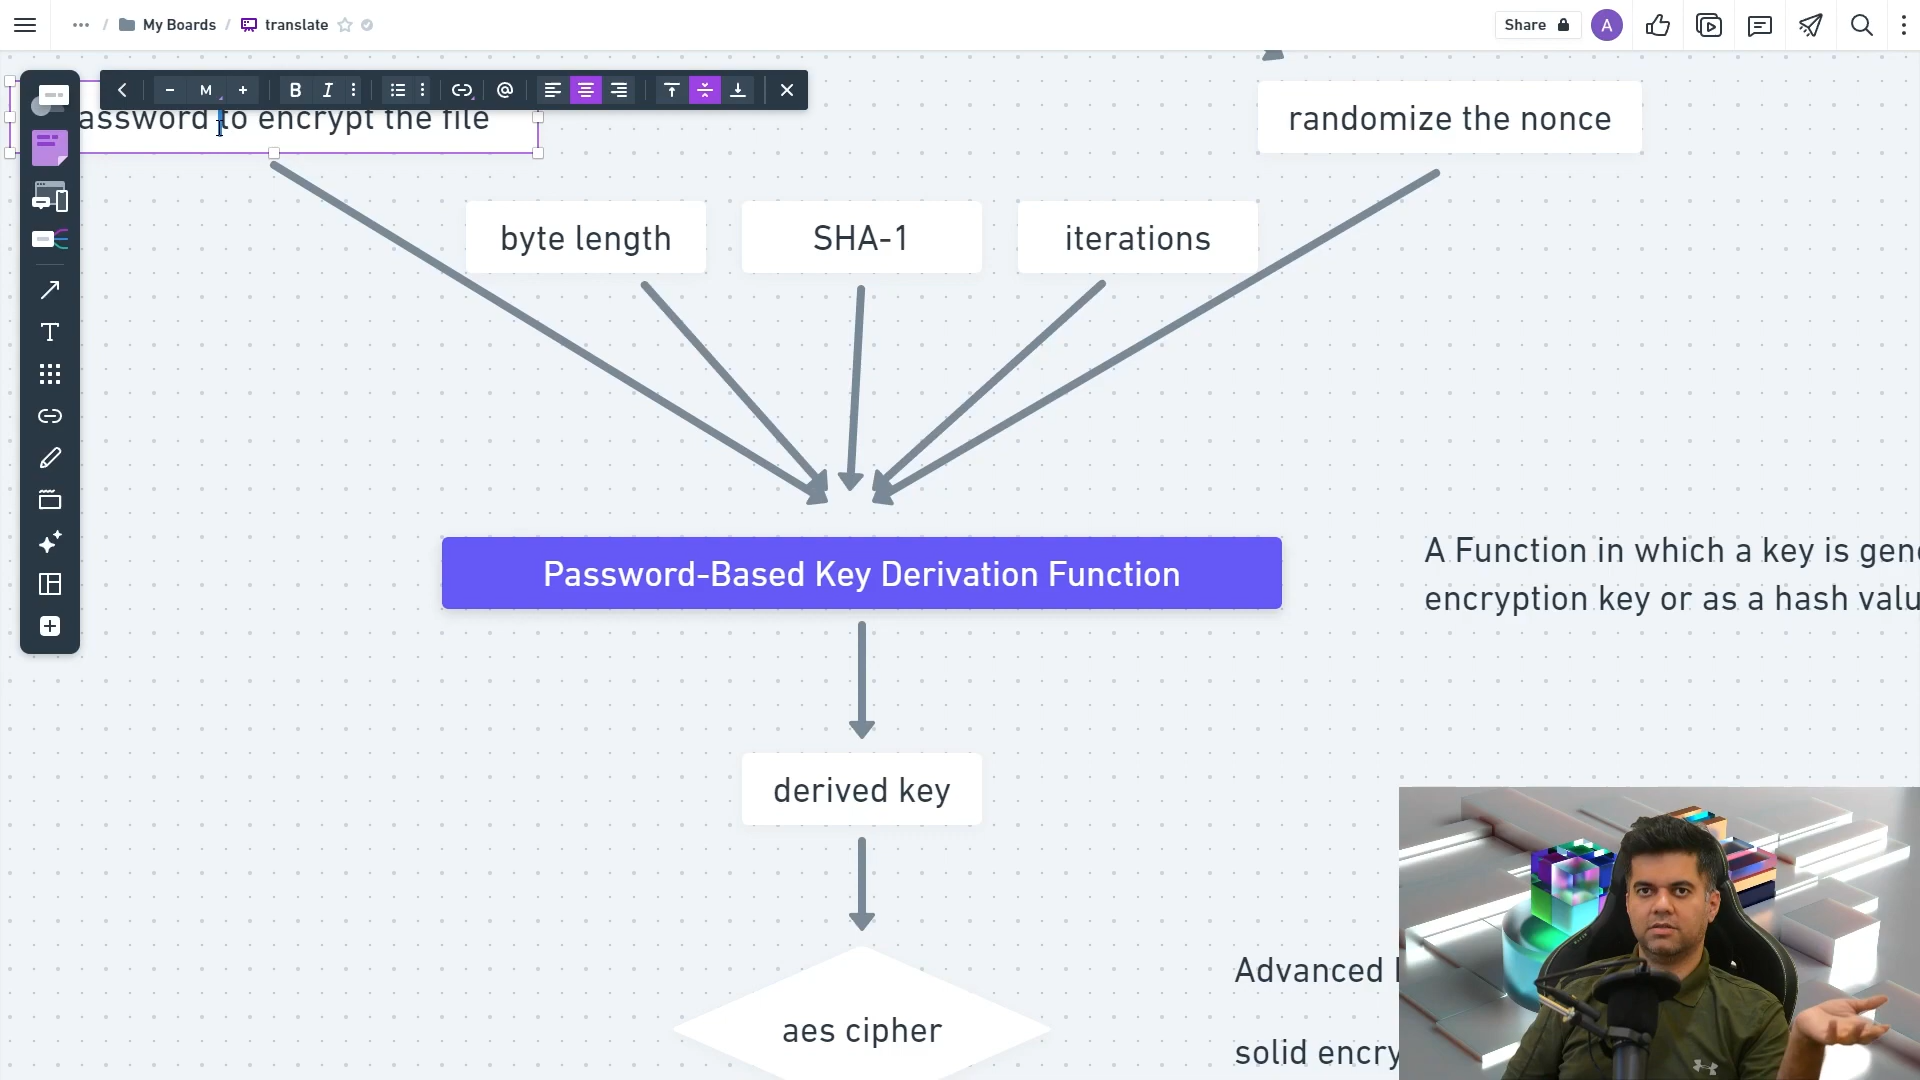 My Boards / translate
Share
A
M
B I
@
assword to encrypt the file
randomize the nonce
byte length
SHA-1
iterations
T
Password-Based Key Derivation Function
A Function in which a key is gen
encryption key or as a hash valu
derived key
Advanced
aes cipher
solid encry